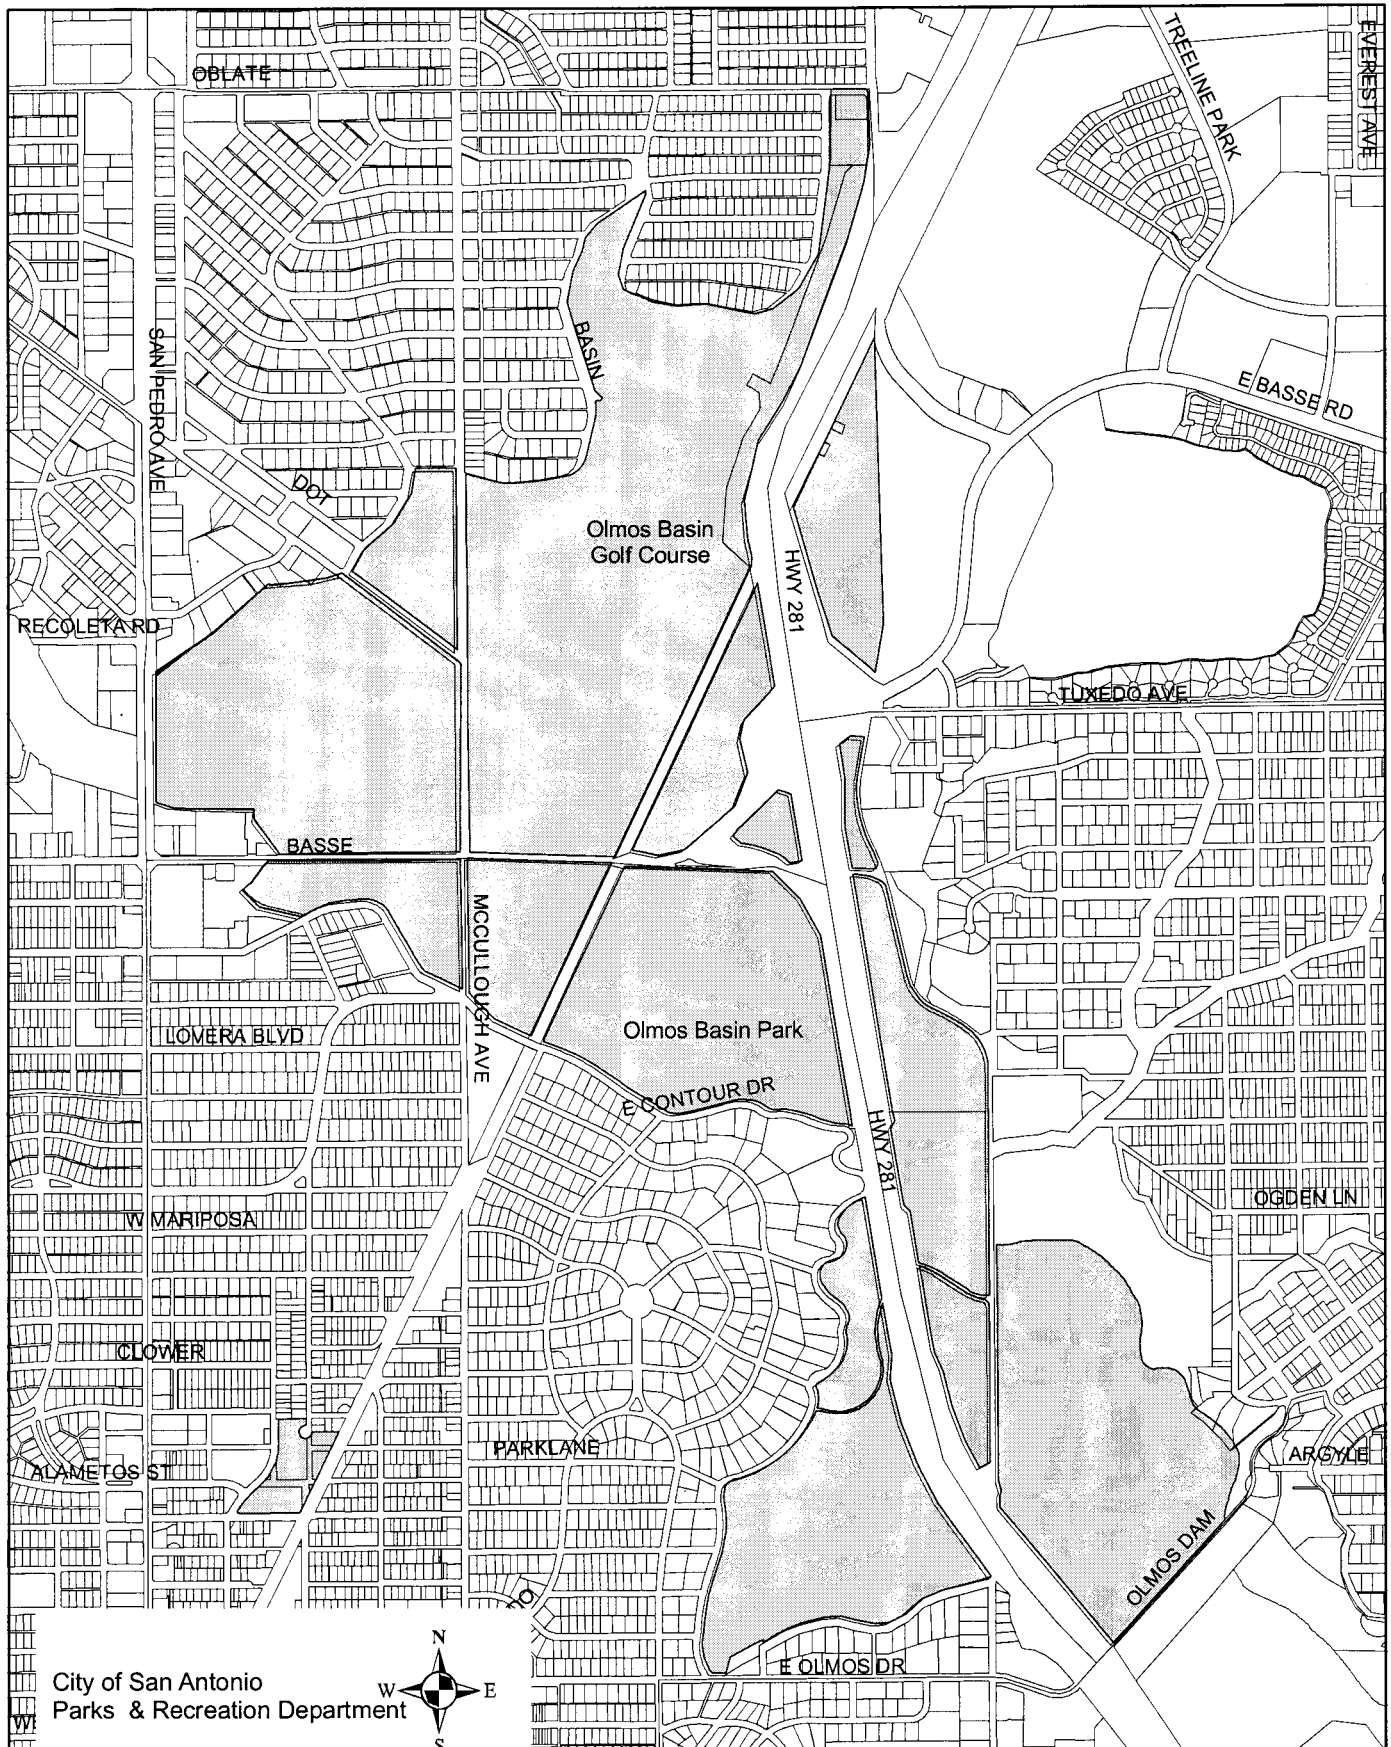 OBLATE
TREELINE PARK
EVEREST AVE
SAN PEDRO AVE
BASIN
E BASSE RD
DOT
Olmos Basin
Golf Course
HWY 281
RECOLETA RD
TUXEDO AVE
BASSE
MCCULLOUGH AVE
LOVERA BLVD
Olmos Basin Park
E CONTOUR DR
HWY 281
W MARIPOSA
OGDEN LN
CLOWER
PARKLANE
ALAMETOS ST
ARGYLE
OLMOS DAM
E OLMOS DR
City of San Antonio
Parks & Recreation Department
N
W
E
S